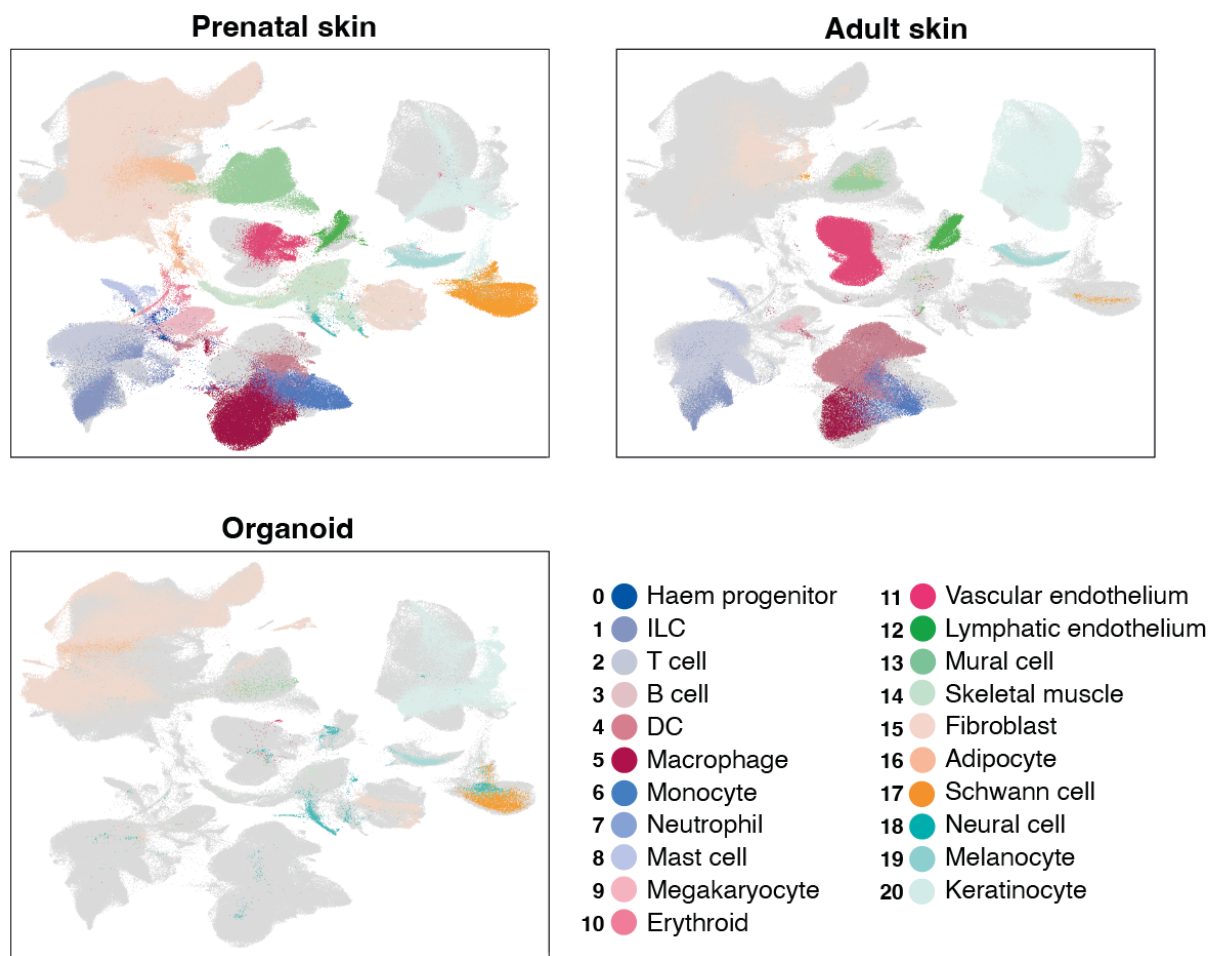 Prenatal skin
Adult skin
Organoid
0 Haem progenitor
1 ILC
2 T cell
3 B cell
4 DC
5 Macrophage
6 Monocyte
7 Neutrophil
8 Mast cell
9 Megakaryocyte
10 Erythroid
11 Vascular endothelium
12 Lymphatic endothelium
13 Mural cell
14 Skeletal muscle
15 Fibroblast
16 Adipocyte
17 Schwann cell
18 Neural cell
19 Melanocyte
20 Keratinocyte